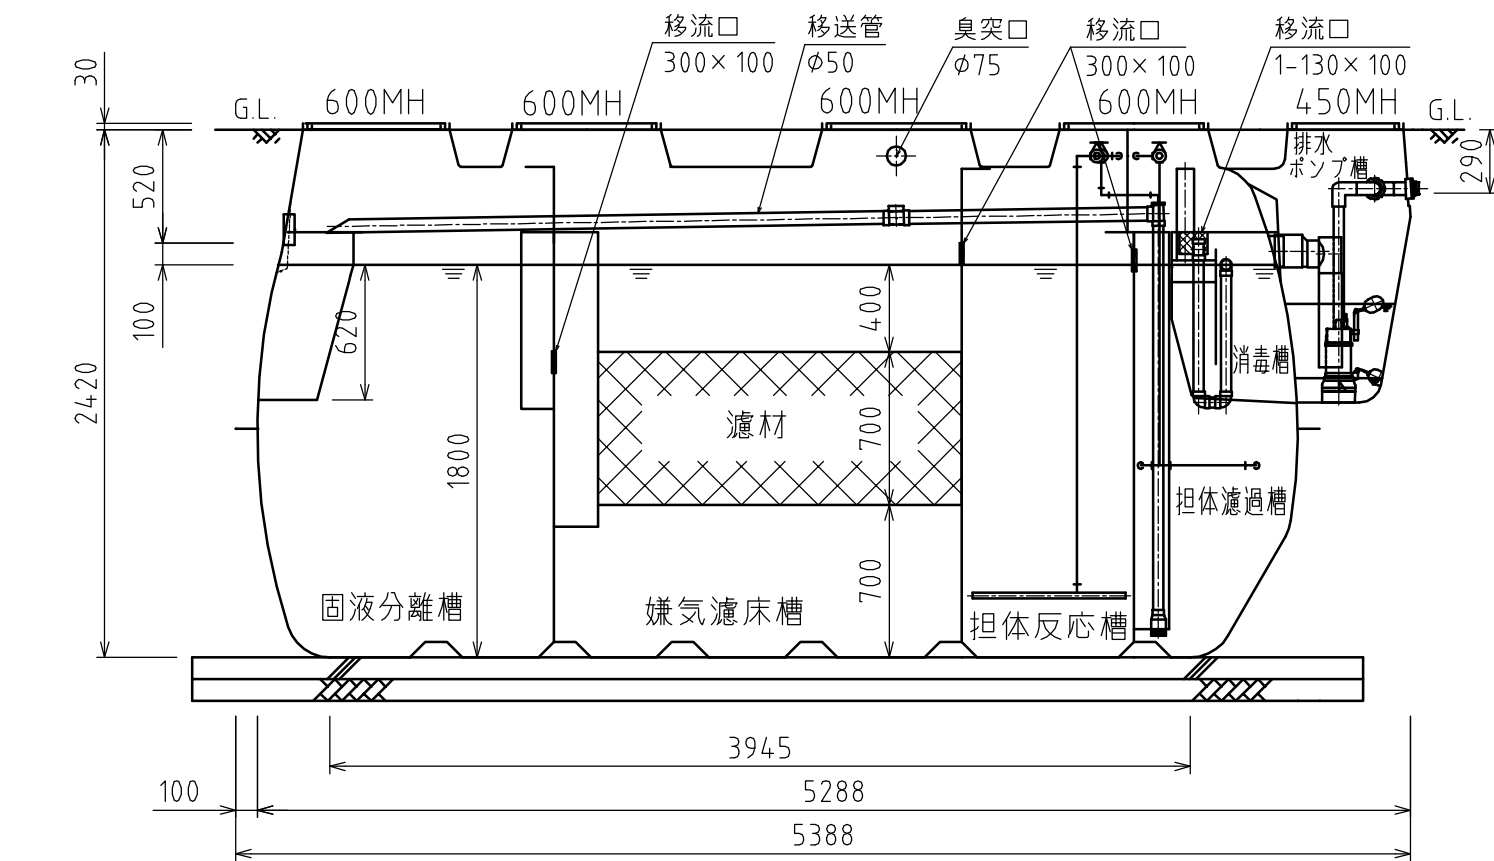 移流口
300×100
移送管
φ50
臭突口
φ75
移流口
300×100
移流口
1-130×100
30
G.L.
600MH
600MH
600MH
600MH
450MH
G.L.
排水
ポンプ槽
290
520
100
2420
620
1800
400
700
700
濾材
消毒槽
担体濾過槽
固液分離槽
嫌気濾床槽
担体反応槽
3945
100
5288
5388